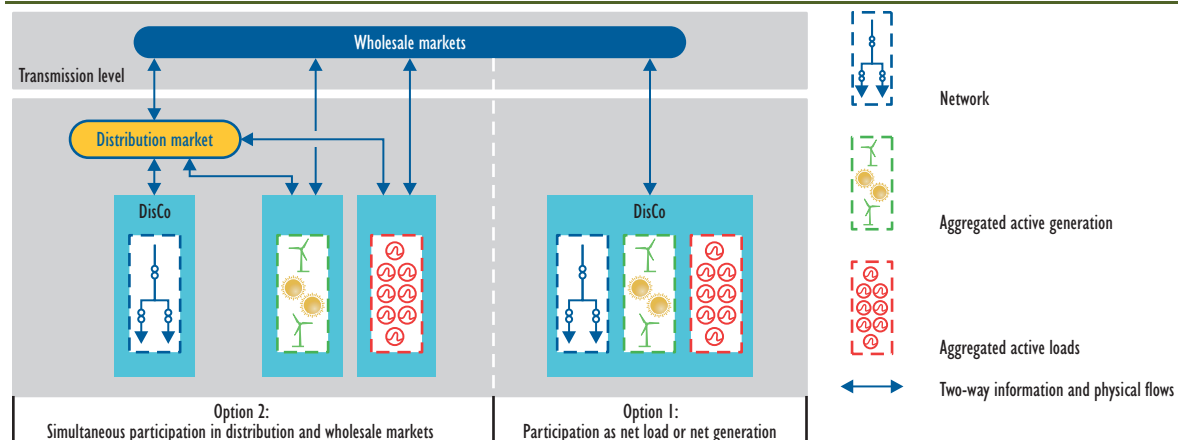 Wholesale markets
Transmission level
Distribution market
DisCo
DisCo
Option 2:
Simultaneous participation in distribution and wholesale markets
Option 1:
Participation as net load or net generation
Network
Aggregated active generation
Aggregated active loads
Two-way information and physical flows